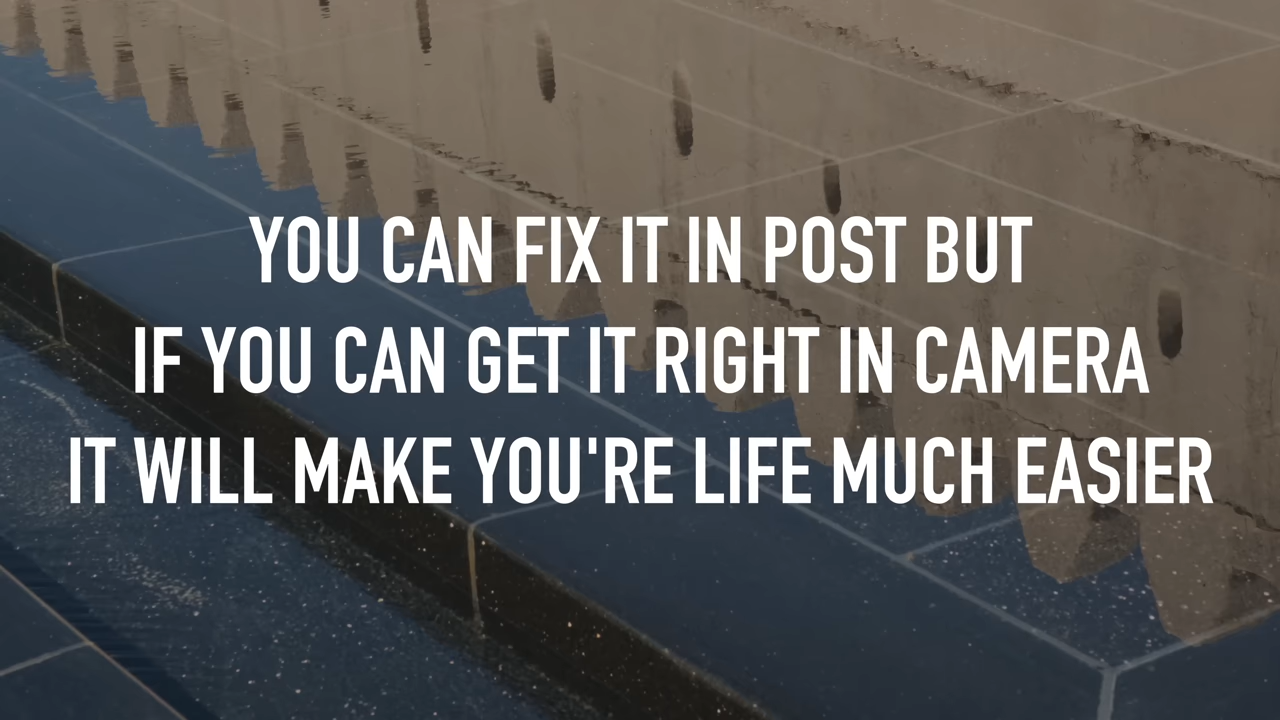 YOU CAN FIX IT IN POST BUT
IF YOU CAN GET IT RIGHT IN CAMERA
IT WILL MAKE YOU'RE LIFE MUCH EASIER